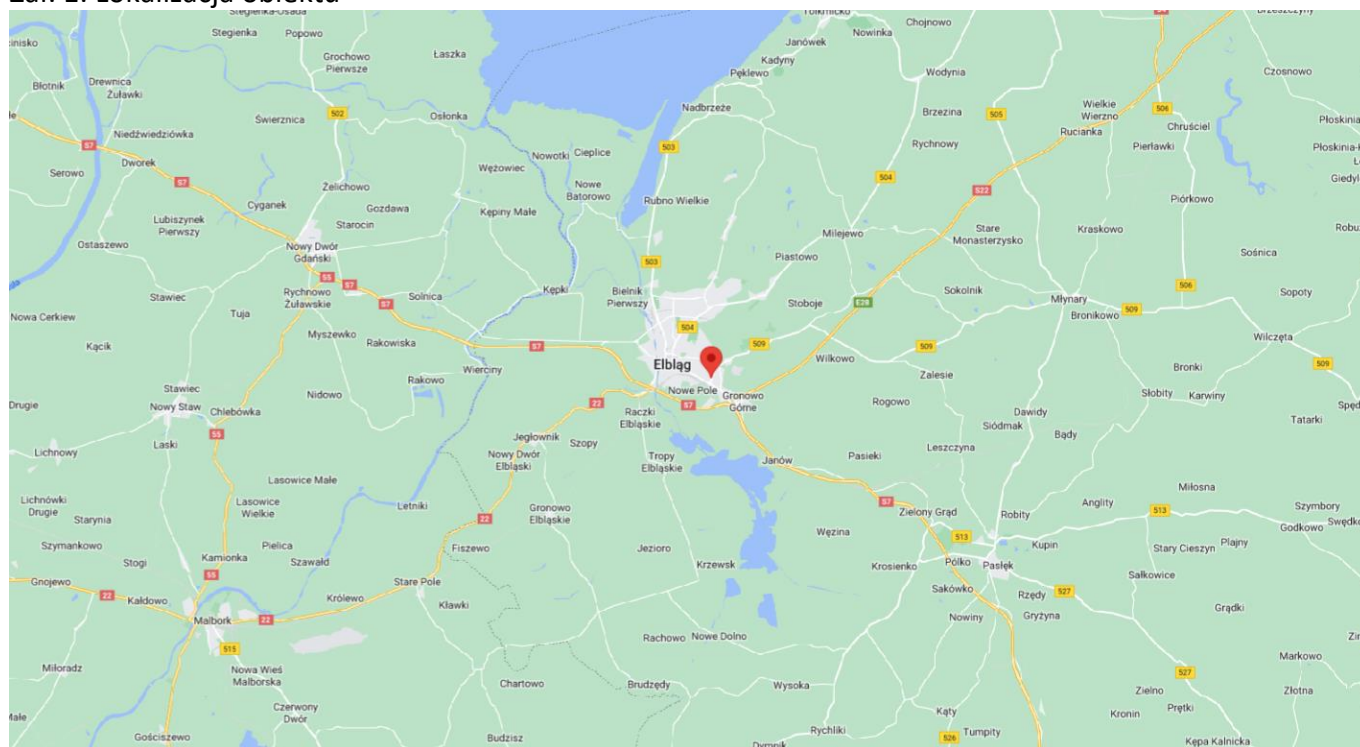 Zał. 1. Lokalizacja obiektu
Stegienka-Osada
Stegienka
Popowo
Grochowo
Pierwsze
Łaszka
Janówek
Kadyny
Pęklewo
Nowinka
Chojnowo
Wodynia
Czosnowo
Błotnik
Drewnica
Żuławki
Niedźwiedziówka
Dworek
Serowo
S7
S7
Świerznica
502
Osłonka
Nadbrzeże
503
Brzezina
505
Wielkie
Wierzno
506
Rucianka
Chruściel
Pierławki
Rychnowy
504
S22
Nowotki
Cieplice
Wężowiec
Nowe
Batorowo
Rubno Wielkie
Żelichowo
Cyganek
Gozdawa
Starocin
Kępiny Małe
Lubiszynek
Pierwszy
Ostaszewo
Nowy Dwór
Gdański
Milejewo
Stare
Monasterzysko
Kraskowo
Piórkowo
Sośnica
503
Piastowo
55
S7
S7
Rychnowo
Żuławskie
Stawiec
Tuja
Solnica
Kępki
Bielnik
Pierwszy
Stoboje
E28
Sokolnik
Młynary
Bronikowo
509
506
Sopoty
Nowa Cerkiew
Kącik
Myszewko
Rakowiska
S7
504
509
509
Wilczęta
509
Elbląg
Wilkowo
Zalesie
Bronki
Wierciny
Rakowo
Nidowo
Stawiec
Nowy Staw
Chlebówka
Drugie
Nowe Pole
Gronowo
Górne
S7
22
Raczki
Elbląskie
Rogowo
Słobity
Karwiny
Dawidy
Siódmak
Bądy
Tatarki
55
Laski
Lichnowy
Jegłownik
Szopy
Nowy Dwór
Elbląski
Tropy
Elbląskie
Janów
Pasieki
Leszczyna
Lasowice Małe
Lasowice
Wielkie
Letniki
Lichnówki
Drugie
Starynia
Szymankowo
Gronowo
Elbląskie
22
S7
Zielony Grąd
Robity
Anglity
Miłosna
513
Szymbory
Godkowo
Węzina
513
Kupin
Stary Cieszyn
Plajny
Stogi
Kamionka
Pielica
Szawałd
Fiszewo
Jezioro
Krzewsk
Krosienko
Półko
Pasłęk
Sałkowice
Gnojewo
22
Kałdowo
55
Królewo
Stare Pole
Kławki
Sakówko
Rzędy
527
Grądki
Malbork
22
Nowiny
Gryżyna
515
Rachowo
Nowe Dolno
Miłoradz
Nowa Wieś
Malborska
Markowo
527
Chartowo
Brudzędy
Wysoka
Zielno
Złotna
Czerwony
Dwór
Kąty
Kronin
Prętki
Gościszewo
Budzisz
Rychliki
526
Tumpity
Kępa Kalnicka